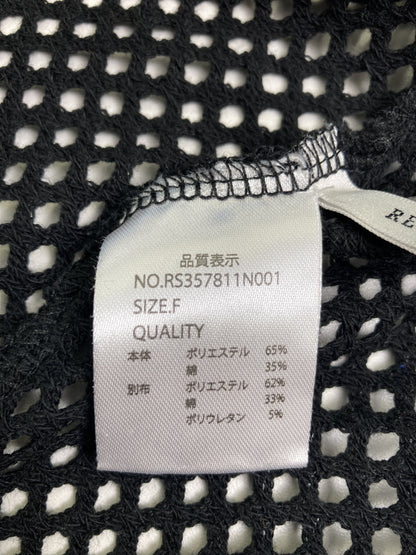 品質表示
NO.RS357811N001
SIZE.F
QUALITY
本体 ポリエステル 65%
綿 35%
別布 ポリエステル 62%
綿 33%
ポリウレタン 5%
RE